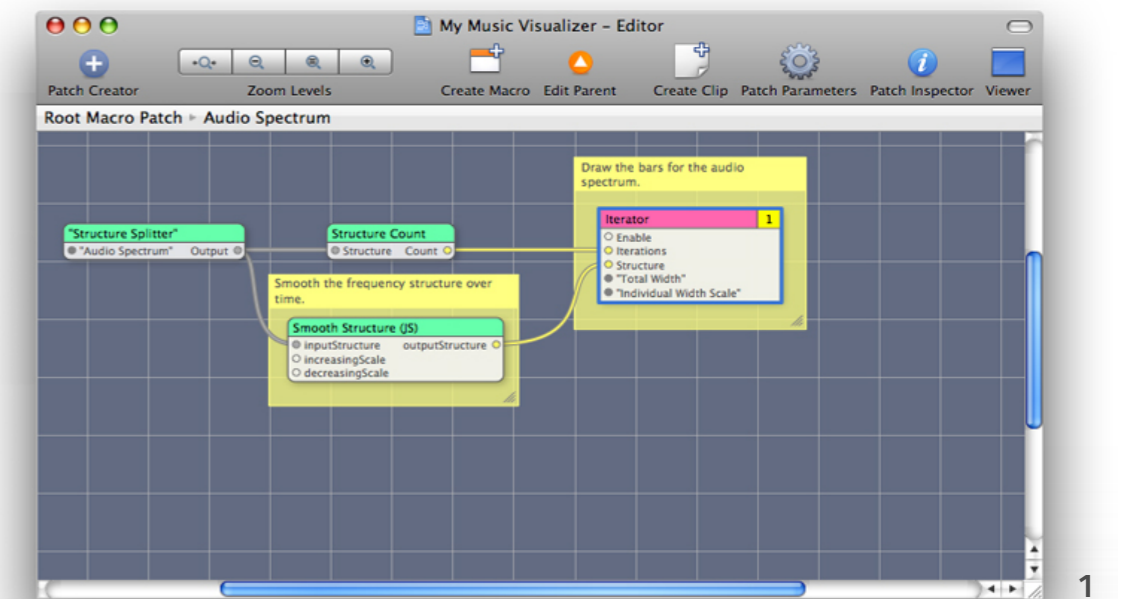 My Music Visualizer – Editor
Patch Creator Zoom Levels Create Macro Edit Parent Create Clip Patch Parameters Patch Inspector Viewer
Root Macro Patch ▸ Audio Spectrum
Draw the bars for the audio
spectrum.
Iterator 1
Enable
Iterations
Structure
"Total Width"
"Individual Width Scale"
"Structure Splitter"
"Audio Spectrum" Output
Structure Count
Structure Count
Smooth the frequency structure over
time.
Smooth Structure (JS)
inputStructure outputStructure
increasingScale
decreasingScale
1